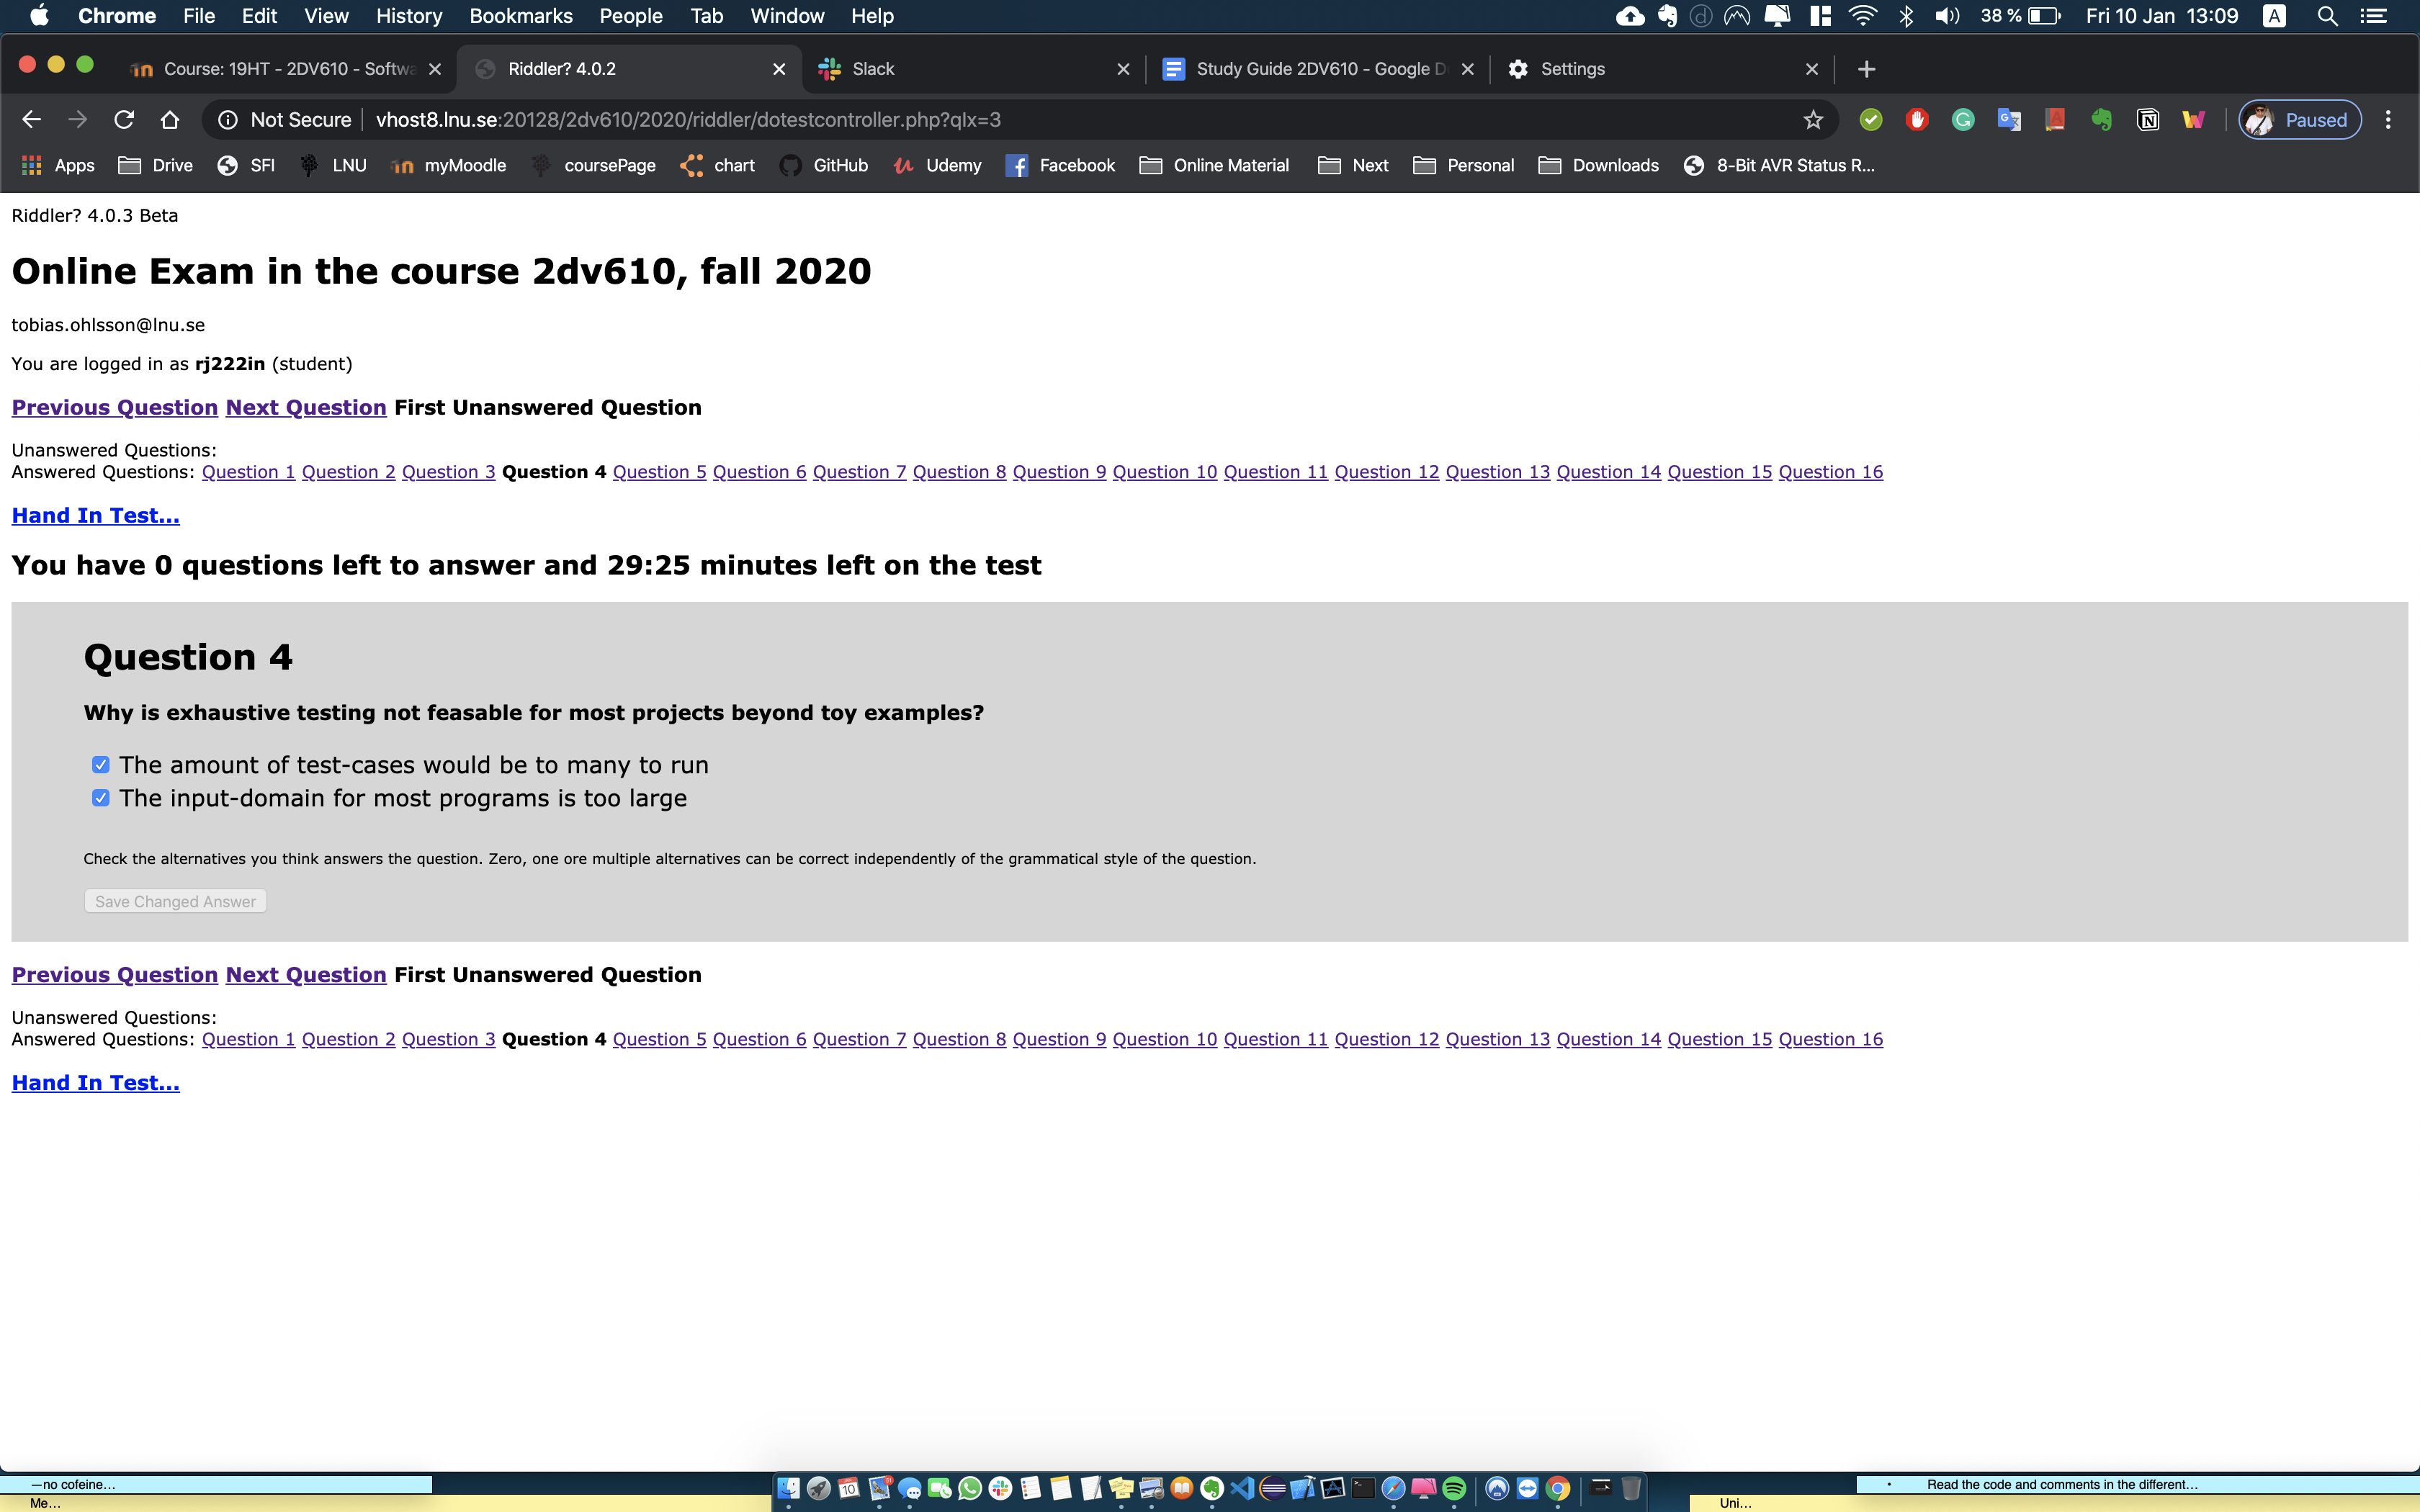 Chrome File Edit View History Bookmarks People Tab Window Help 38 % Fri 10 Jan 13:09 A
Course: 19HT - 2DV610 - Softwa Riddler? 4.0.2 Slack Study Guide 2DV610 - Google D Settings
Not Secure vhost8.lnu.se:20128/2dv610/2020/riddler/dotestcontroller.php?qIx=3 Paused
Apps Drive SFI LNU myMoodle coursePage chart GitHub Udemy Facebook Online Material Next Personal Downloads 8-Bit AVR Status R...
Riddler? 4.0.3 Beta
Online Exam in the course 2dv610, fall 2020
tobias.ohlsson@lnu.se
You are logged in as rj222in (student)
Previous Question Next Question First Unanswered Question
Unanswered Questions:
Answered Questions: Question 1 Question 2 Question 3 Question 4 Question 5 Question 6 Question 7 Question 8 Question 9 Question 10 Question 11 Question 12 Question 13 Question 14 Question 15 Question 16
Hand In Test...
You have 0 questions left to answer and 29:25 minutes left on the test
Question 4
Why is exhaustive testing not feasable for most projects beyond toy examples?
The amount of test-cases would be to many to run
The input-domain for most programs is too large
Check the alternatives you think answers the question. Zero, one ore multiple alternatives can be correct independently of the grammatical style of the question.
Save Changed Answer
Previous Question Next Question First Unanswered Question
Unanswered Questions:
Answered Questions: Question 1 Question 2 Question 3 Question 4 Question 5 Question 6 Question 7 Question 8 Question 9 Question 10 Question 11 Question 12 Question 13 Question 14 Question 15 Question 16
Hand In Test...
—no cofeine...
Me...
10
• Read the code and comments in the different...
Uni...